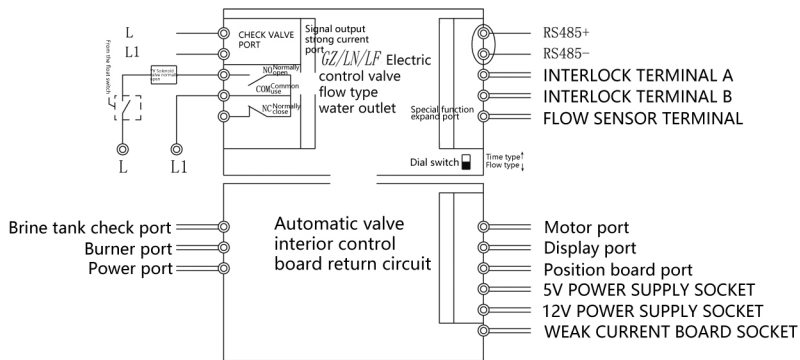 L
L1
From the float switch
CHECK VALVE
PORT
Signal output
strong current
port
GZ/LN/LF Electric
control valve
flow type
water outlet
NO Normally
open
COM Common
use
NC Normally
close
L
L1
RS485+
RS485-
INTERLOCK TERMINAL A
INTERLOCK TERMINAL B
FLOW SENSOR TERMINAL
Special function
expand port
Dial switch
Time type↑
Flow type↓
Brine tank check port
Burner port
Power port
Automatic valve
interior control
board return circuit
Motor port
Display port
Position board port
5V POWER SUPPLY SOCKET
12V POWER SUPPLY SOCKET
WEAK CURRENT BOARD SOCKET